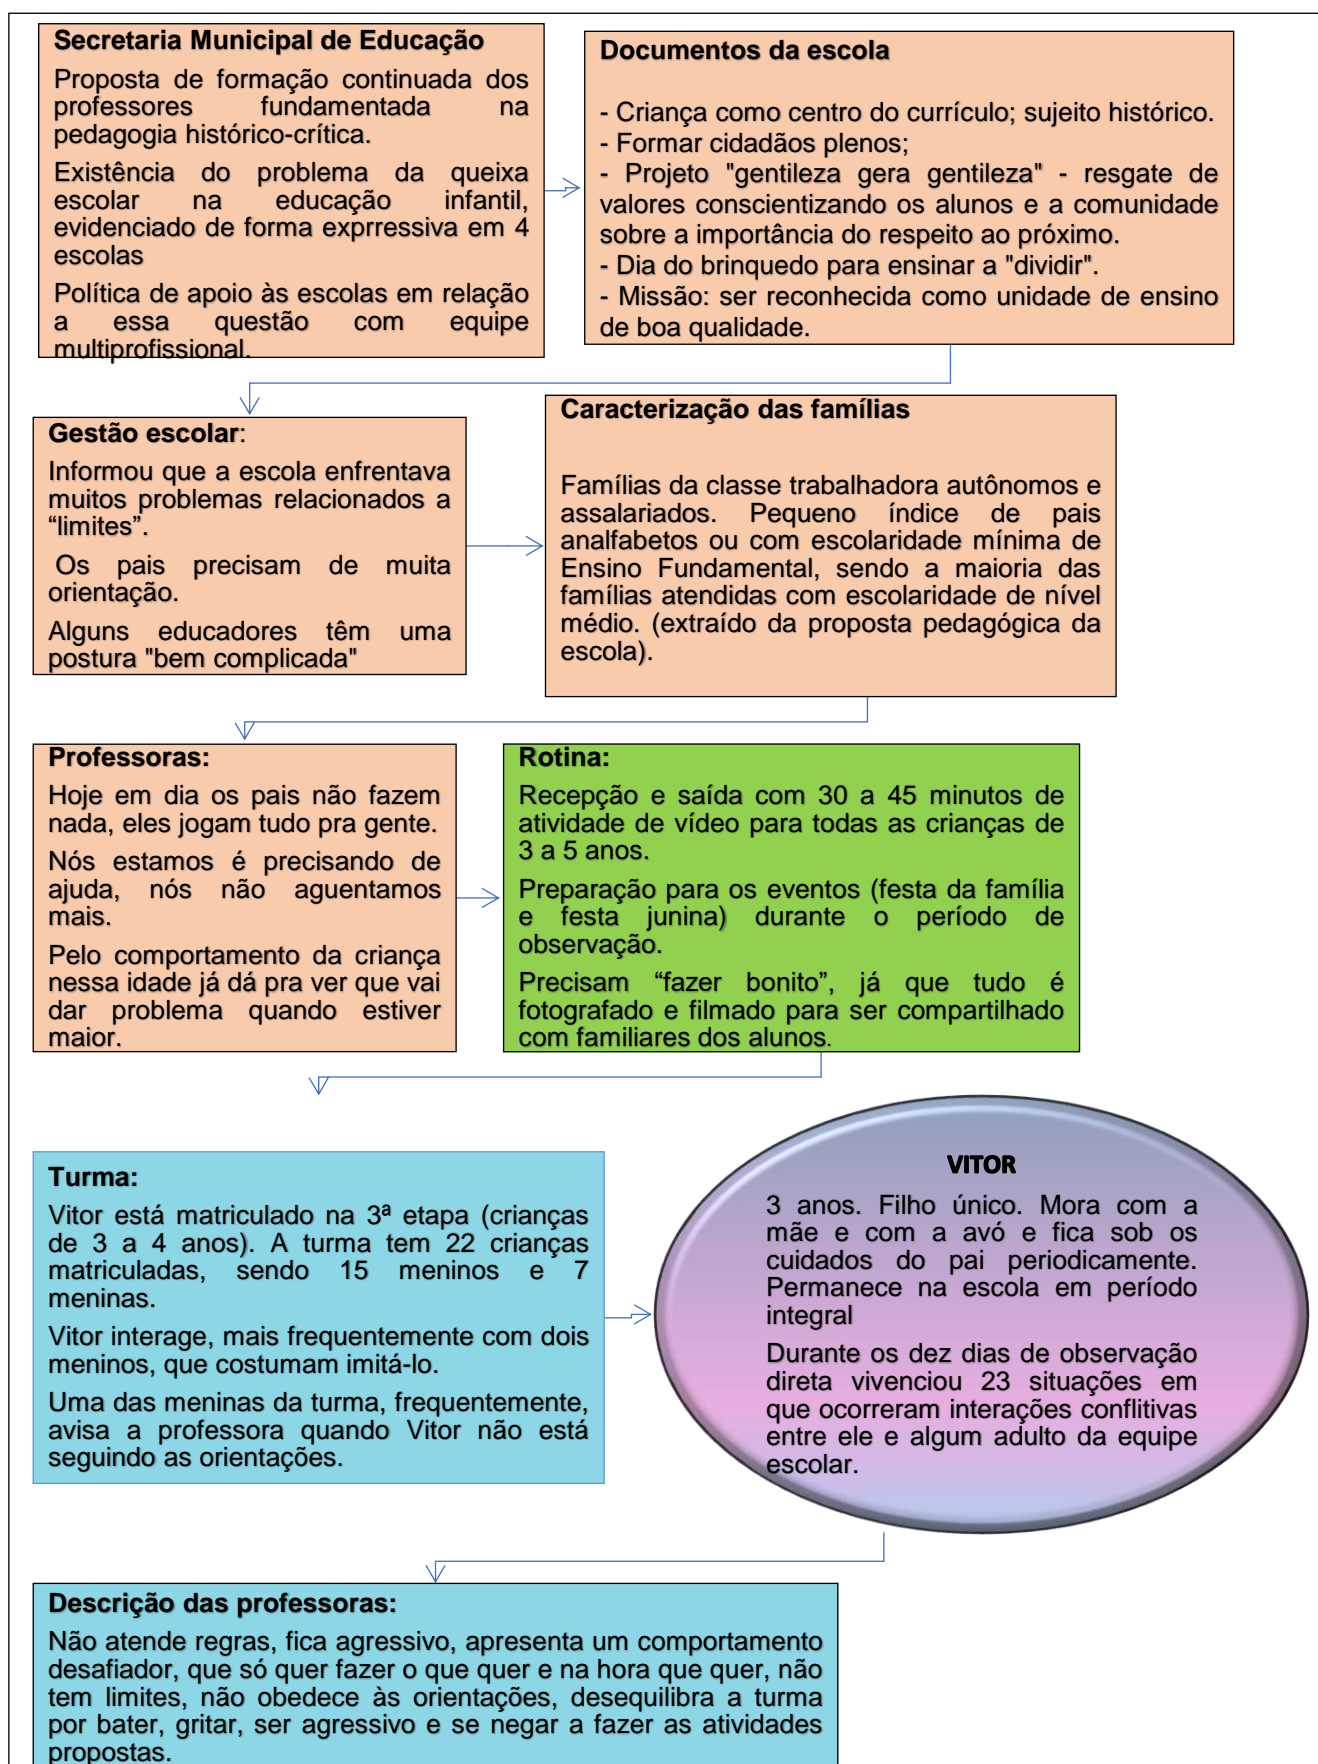 Secretaria Municipal de Educação
Proposta de formação continuada dos
professores fundamentada na
pedagogia histórico-crítica.
Existência do problema da queixa
escolar na educação infantil,
evidenciado de forma exprressiva em 4
escolas
Política de apoio às escolas em relação
a essa questão com equipe
multiprofissional.
Documentos da escola
- Criança como centro do currículo; sujeito histórico.
- Formar cidadãos plenos;
- Projeto "gentileza gera gentileza" - resgate de
valores conscientizando os alunos e a comunidade
sobre a importância do respeito ao próximo.
- Dia do brinquedo para ensinar a "dividir".
- Missão: ser reconhecida como unidade de ensino
de boa qualidade.
Gestão escolar:
Informou que a escola enfrentava
muitos problemas relacionados a
“limites”.
Os pais precisam de muita
orientação.
Alguns educadores têm uma
postura "bem complicada"
Caracterização das famílias
Famílias da classe trabalhadora autônomos e
assalariados. Pequeno índice de pais
analfabetos ou com escolaridade mínima de
Ensino Fundamental, sendo a maioria das
famílias atendidas com escolaridade de nível
médio. (extraído da proposta pedagógica da
escola).
Professoras:
Hoje em dia os pais não fazem
nada, eles jogam tudo pra gente.
Nós estamos é precisando de
ajuda, nós não aguentamos
mais.
Pelo comportamento da criança
nessa idade já dá pra ver que vai
dar problema quando estiver
maior.
Rotina:
Recepção e saída com 30 a 45 minutos de
atividade de vídeo para todas as crianças de
3 a 5 anos.
Preparação para os eventos (festa da família
e festa junina) durante o período de
observação.
Precisam “fazer bonito”, já que tudo é
fotografado e filmado para ser compartilhado
com familiares dos alunos.
Turma:
Vitor está matriculado na 3ª etapa (crianças
de 3 a 4 anos). A turma tem 22 crianças
matriculadas, sendo 15 meninos e 7
meninas.
Vitor interage, mais frequentemente com dois
meninos, que costumam imitá-lo.
Uma das meninas da turma, frequentemente,
avisa a professora quando Vitor não está
seguindo as orientações.
VITOR
3 anos. Filho único. Mora com a
mãe e com a avó e fica sob os
cuidados do pai periodicamente.
Permanece na escola em período
integral
Durante os dez dias de observação
direta vivenciou 23 situações em
que ocorreram interações conflitivas
entre ele e algum adulto da equipe
escolar.
Descrição das professoras:
Não atende regras, fica agressivo, apresenta um comportamento
desafiador, que só quer fazer o que quer e na hora que quer, não
tem limites, não obedece às orientações, desequilibra a turma
por bater, gritar, ser agressivo e se negar a fazer as atividades
propostas.